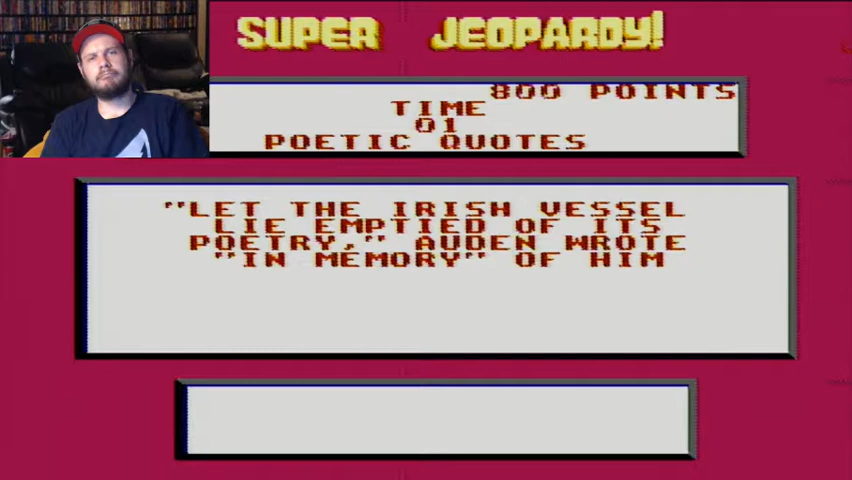 SUPER JEOPARDY!
800 POINTS
TIME
01
POETIC QUOTES
"LET THE IRISH VESSEL
LIE EMPTIED OF ITS
POETRY," AUDEN WROTE
"IN MEMORY" OF HIM